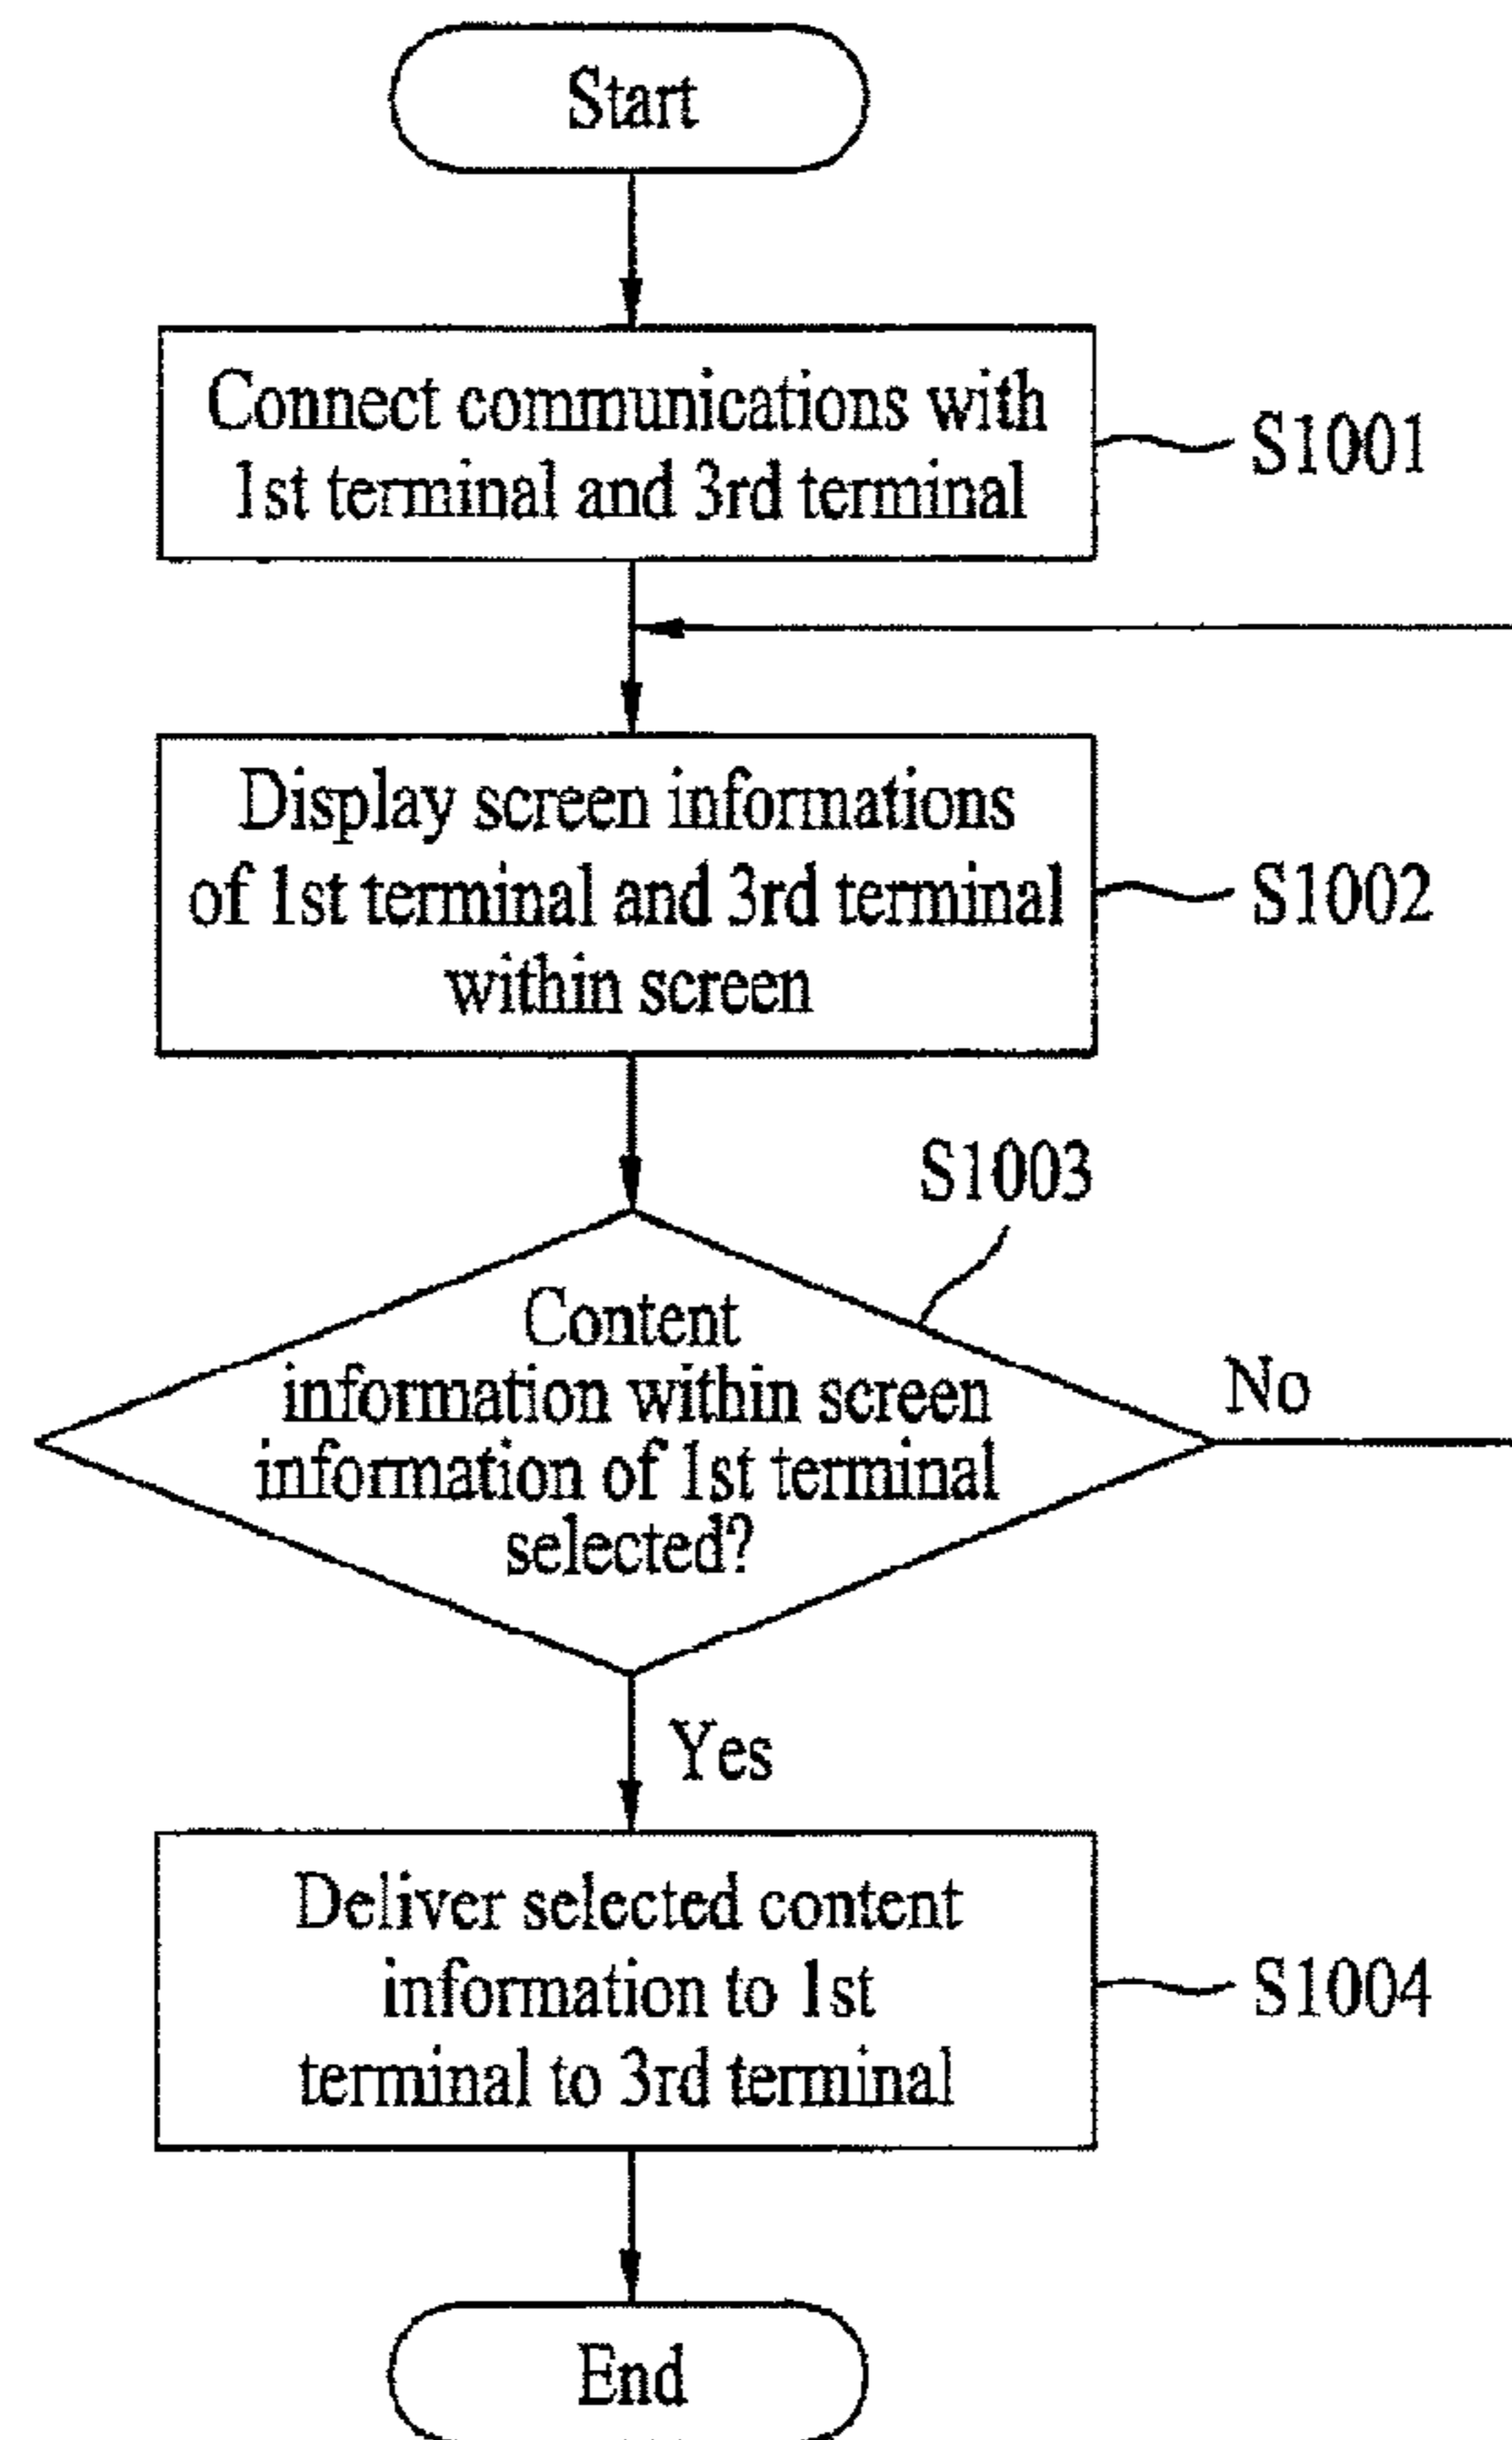 Start
Connect communications with
1st terminal and 3rd terminal
S1001
Display screen informations
of 1st terminal and 3rd terminal
within screen
S1002
S1003
Content
information within screen
information of 1st terminal
selected?
No
Yes
Deliver selected content
information to 1st
terminal to 3rd terminal
S1004
End